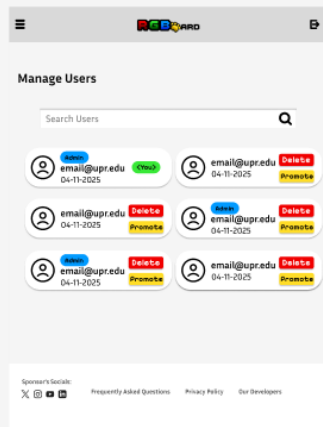 RGBoard
Manage Users
Search Users
Admin
email@upr.edu
04-11-2025
<You>
email@upr.edu
04-11-2025
Delete
Promote
email@upr.edu
04-11-2025
Delete
Promote
Admin
email@upr.edu
04-11-2025
Delete
Promote
Admin
email@upr.edu
04-11-2025
Delete
Promote
email@upr.edu
04-11-2025
Delete
Promote
Sponsor's Socials:
Frequently Asked Questions Privacy Policy Our Developers